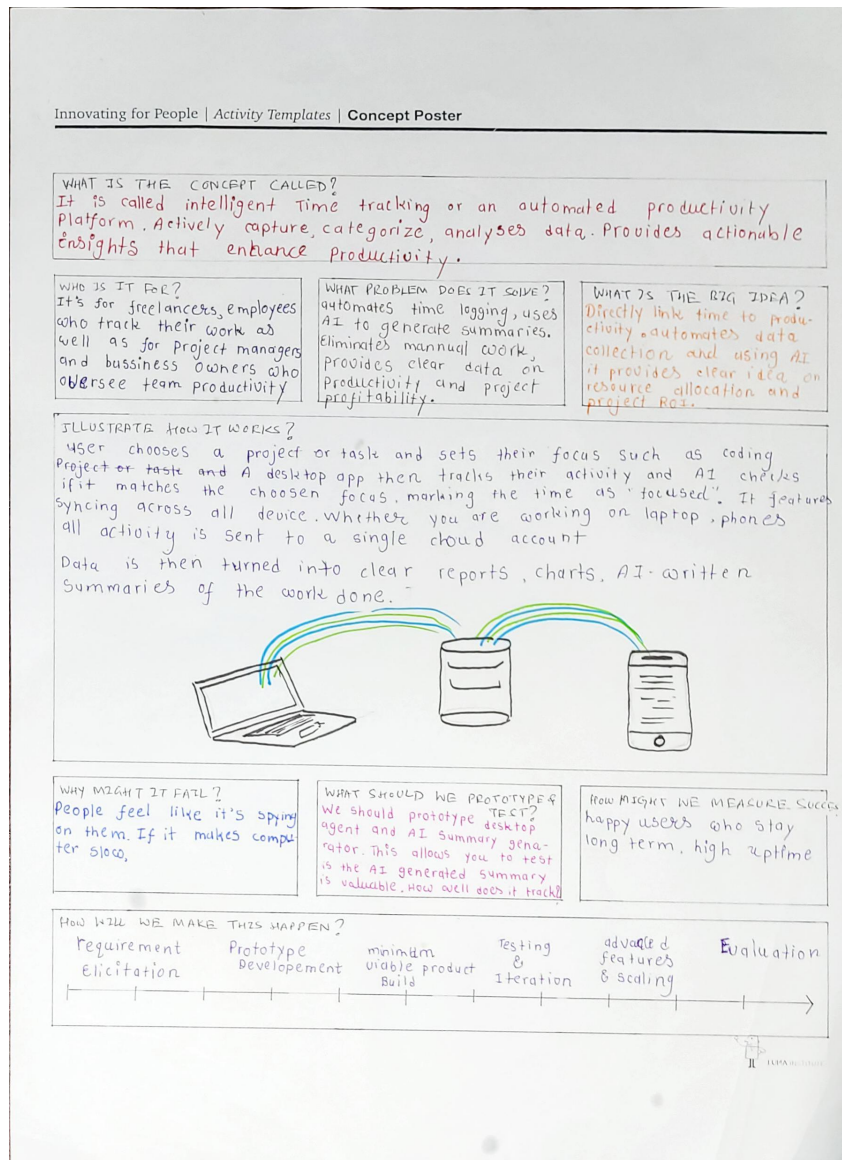 Innovating for People | Activity Templates | Concept Poster
WHAT IS THE CONCEPT CALLED?
It is called intelligent Time tracking or an automated productivity
Platform. Actively capture, categorize, analyses data. Provides actionable
insights that enhance Productivity.
WHO IS IT FOR?
It's for freelancers, employees
who track their work as
well as for Project managers
and bussiness owners who
obersee team productivity
WHAT PROBLEM DOES IT SOLVE?
automates time logging, uses
AI to generate summaries.
Eliminates mannual work,
provides clear data on
Productivity and project
profitability.
WHAT IS THE BIG IDEA?
Directly link time to produ-
ctivity. automates data
collection and using AI
it provides clear idea on
resource allocation and
project ROI.
ILLUSTRATE HOW IT WORKS?
user chooses a project or task and sets their focus such as coding
Project or task and A desktop app then tracks their activity and AI checks
if it matches the choosen focus, marking the time as "focused". It features
syncing across all device. Whether you are working on laptop, phones
all activity is sent to a single cloud account
Data is then turned into clear reports, charts, AI-written
Summaries of the work done.
WHY MIGHT IT FAIL?
People feel like it's spying
on them. If it makes compu-
ter slow,
WHAT SHOULD WE PROTOTYPE &
TEST?
We should prototype desktop
agent and AI summary gene-
rator. This allows you to test
is the AI generated summary
is valuable. How well does it track?
HOW MIGHT WE MEASURE SUCCESS
happy users who stay
long term, high uptime
HOW WILL WE MAKE THIS HAPPEN?
requirement
Elicitation
Prototype
Developement
minimum
viable product
Build
Testing
&
Iteration
advaced
features
& scaling
Evaluation
LUMA